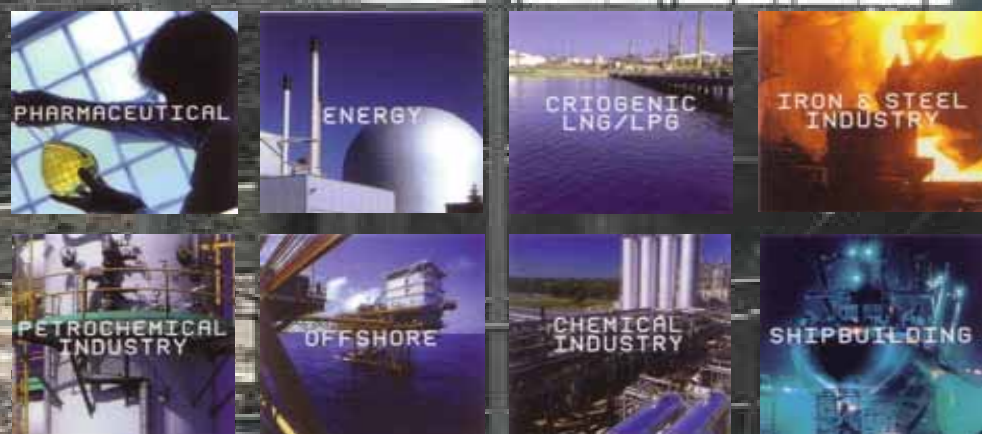 PHARMACEUTICAL
ENERGY
CRIOGENIC
LNG/LPG
IRON & STEEL
INDUSTRY
PETROCHEMICAL
INDUSTRY
OFFSHORE
CHEMICAL
INDUSTRY
SHIPBUILDING